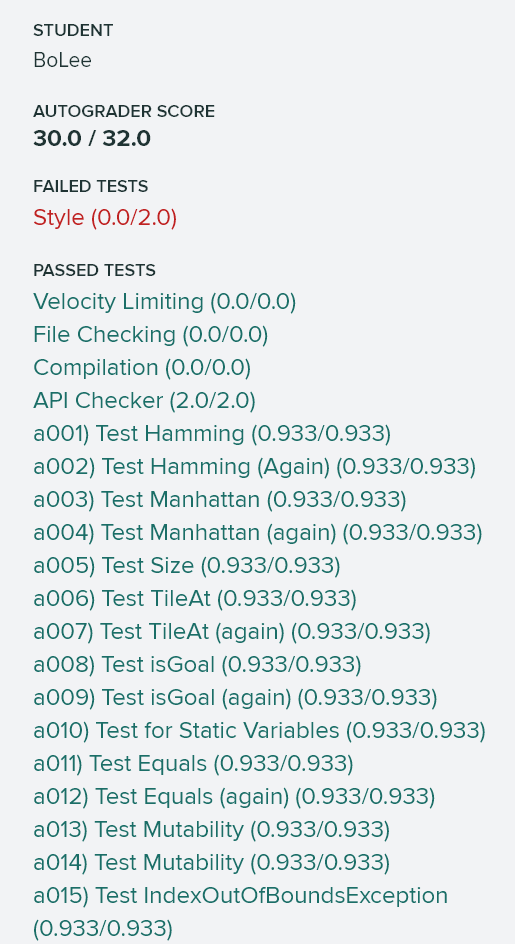 STUDENT
BoLee
AUTOGRADER SCORE
30.0 / 32.0
FAILED TESTS
Style (0.0/2.0)
PASSED TESTS
Velocity Limiting (0.0/0.0)
File Checking (0.0/0.0)
Compilation (0.0/0.0)
API Checker (2.0/2.0)
a001) Test Hamming (0.933/0.933)
a002) Test Hamming (Again) (0.933/0.933)
a003) Test Manhattan (0.933/0.933)
a004) Test Manhattan (again) (0.933/0.933)
a005) Test Size (0.933/0.933)
a006) Test TileAt (0.933/0.933)
a007) Test TileAt (again) (0.933/0.933)
a008) Test isGoal (0.933/0.933)
a009) Test isGoal (again) (0.933/0.933)
a010) Test for Static Variables (0.933/0.933)
a011) Test Equals (0.933/0.933)
a012) Test Equals (again) (0.933/0.933)
a013) Test Mutability (0.933/0.933)
a014) Test Mutability (0.933/0.933)
a015) Test IndexOutOfBoundsException
(0.933/0.933)